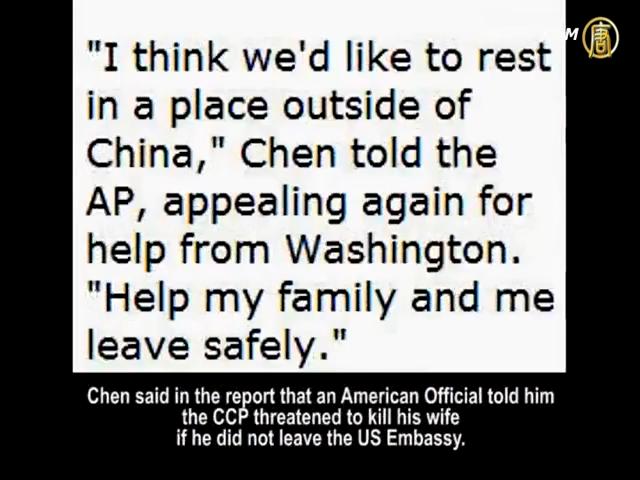 M
唐
"I think we'd like to rest
in a place outside of
China," Chen told the
AP, appealing again for
help from Washington.
"Help my family and me
leave safely."
Chen said in the report that an American Official told him
the CCP threatened to kill his wife
if he did not leave the US Embassy.